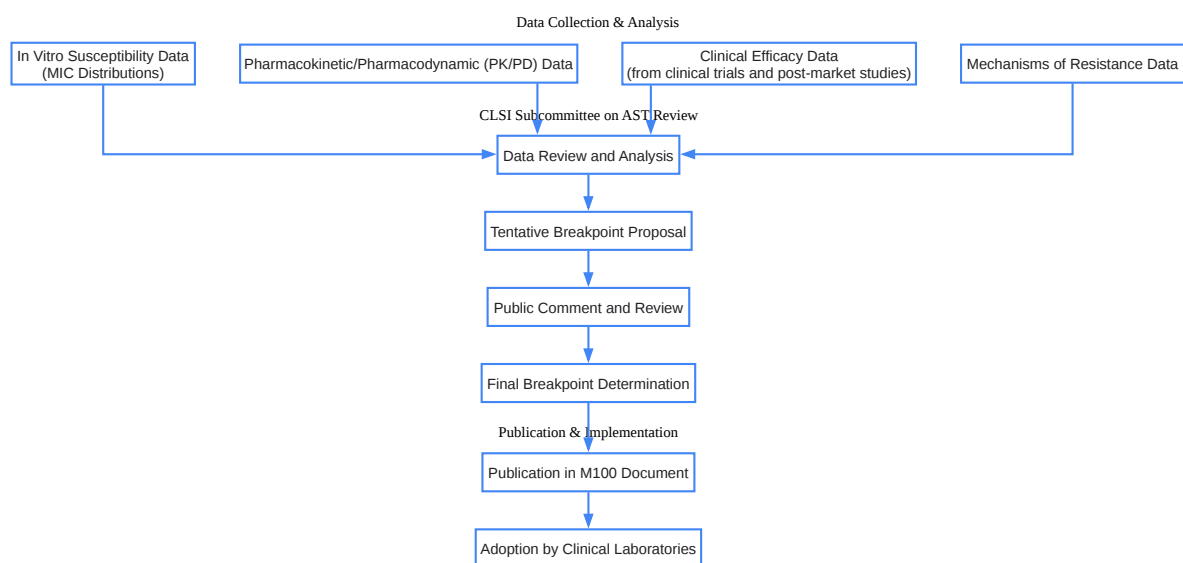 Data Collection & Analysis
In Vitro Susceptibility Data
(MIC Distributions)
Pharmacokinetic/Pharmacodynamic (PK/PD) Data
Clinical Efficacy Data
(from clinical trials and post-market studies)
Mechanisms of Resistance Data
CLSI Subcommittee on AST Review
Data Review and Analysis
Tentative Breakpoint Proposal
Public Comment and Review
Final Breakpoint Determination
Publication & Implementation
Publication in M100 Document
Adoption by Clinical Laboratories